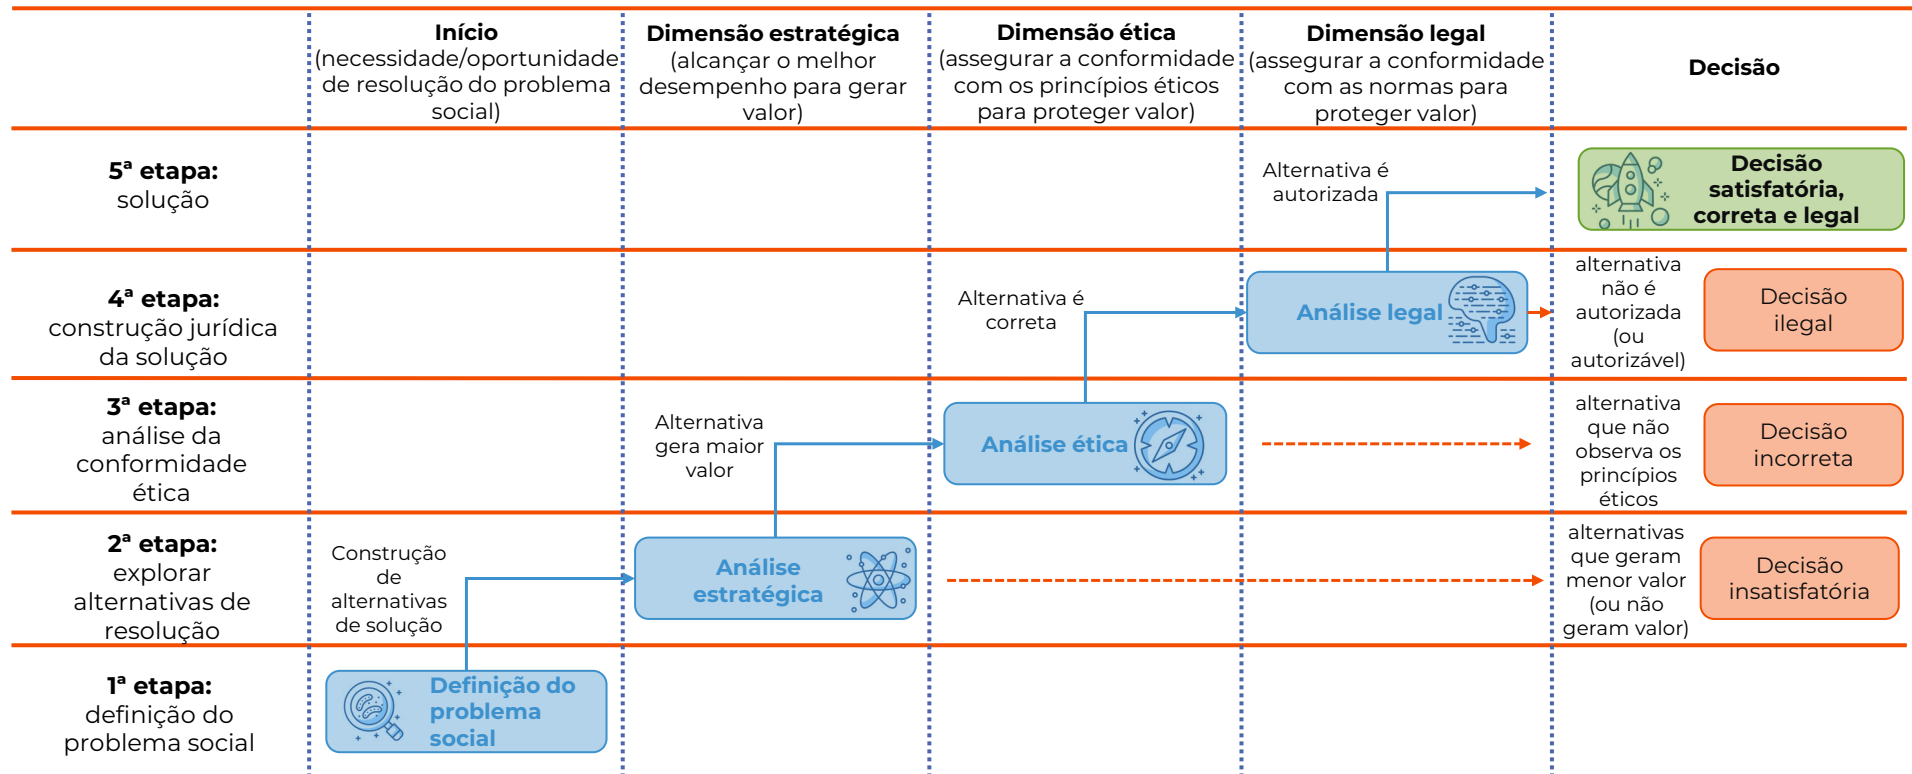 Início
(necessidade/oportunidade
de resolução do problema
social)
Dimensão estratégica
(alcançar o melhor
desempenho para gerar
valor)
Dimensão ética
(assegurar a conformidade
com os princípios éticos
para proteger valor)
Dimensão legal
(assegurar a conformidade
com as normas para
proteger valor)
Decisão
5ª etapa:
solução
Alternativa é
autorizada
Decisão
satisfatória,
correta e legal
4ª etapa:
construção jurídica
da solução
Alternativa é
correta
Análise legal
alternativa
não é
autorizada
(ou
autorizável)
Decisão
ilegal
3ª etapa:
análise da
conformidade
ética
Alternativa
gera maior
valor
Análise ética
alternativa
que não
observa os
princípios
éticos
Decisão
incorreta
2ª etapa:
explorar
alternativas de
resolução
Construção
de
alternativas
de solução
Análise
estratégica
alternativas
que geram
menor valor
(ou não
geram valor)
Decisão
insatisfatória
1ª etapa:
definição do
problema social
Definição do
problema
social